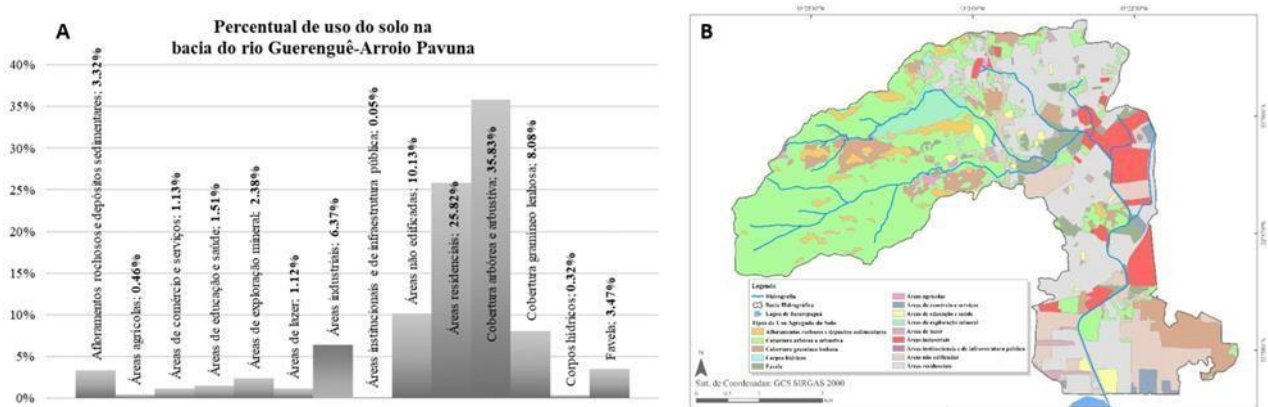 A
Percentual de uso do solo na
bacia do rio Guerenguê-Arroio Pavuna
40%
35%
30%
25%
20%
15%
10%
5%
0%
Afloramentos rochosos e depósitos sedimentares; 3.32%
Áreas agrícolas; 0.46%
Áreas de comércio e serviços; 1.13%
Áreas de educação e saúde; 1.51%
Áreas de exploração mineral; 2.38%
Áreas de lazer; 1.12%
Áreas industriais; 6.37%
Áreas institucionais e de infraestrutura pública; 0.05%
Áreas não edificadas; 10.13%
Áreas residenciais; 25.82%
Cobertura arbórea e arbustiva; 35.83%
Cobertura gramíneo lenhosa; 8.08%
Corpos hídricos; 0.32%
Favela; 3.47%
B
Legenda
Hidrografia
Bacia Hidrográfica
Lagoa de Jacarepaguá
Tipos de Uso Agregado do Solo
Afloramentos rochosos e depósitos sedimentares
Cobertura arbórea e arbustiva
Cobertura gramíneo lenhosa
Corpos hídricos
Favela
Áreas agrícolas
Áreas de comércio e serviços
Áreas de educação e saúde
Áreas de exploração mineral
Áreas de lazer
Áreas industriais
Áreas institucionais e de infraestrutura pública
Áreas não edificadas
Áreas residenciais
N
Sist. de Coordenadas: GCS SIRGAS 2000